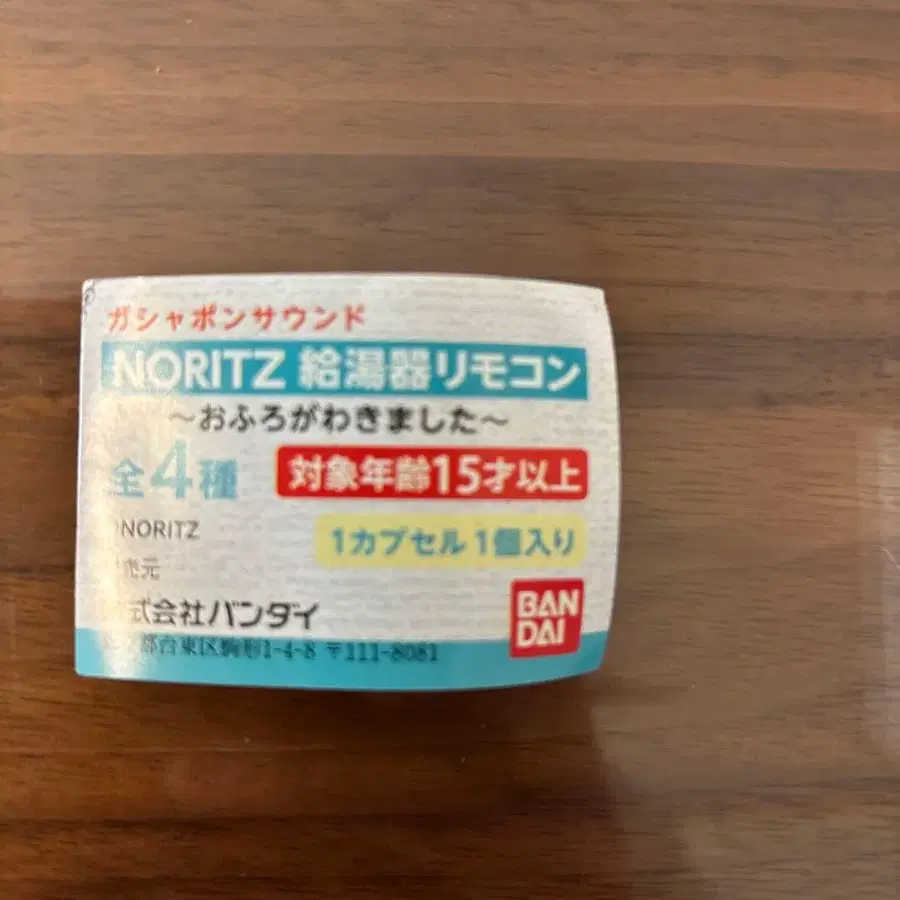 ガシャポンサウンド
NORITZ 給湯器リモコン
～おふろがわきました～
全4種 対象年齢15才以上
NORITZ
1カプセル1個入り
売元
式会社バンダイ
BAN
DAI
都台東区駒形1-4-8 〒111-8081